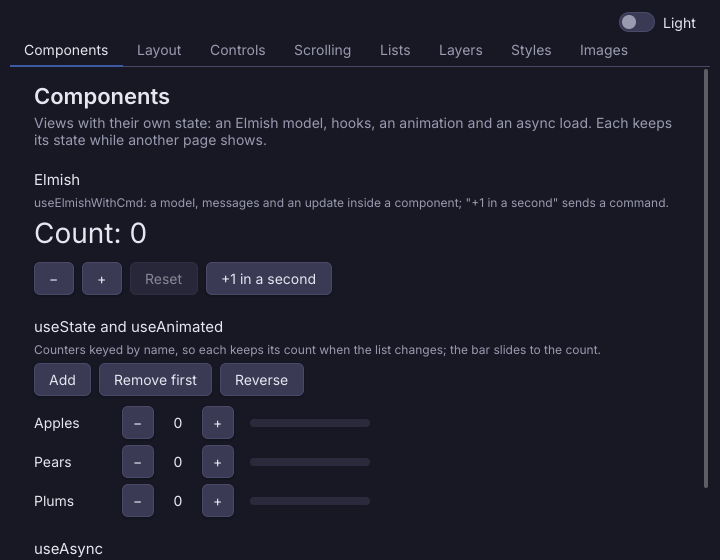 Light
Components Layout Controls Scrolling Lists Layers Styles Images
Components
Views with their own state: an Elmish model, hooks, an animation and an async load. Each keeps
its state while another page shows.
Elmish
useElmishWithCmd: a model, messages and an update inside a component; "+1 in a second" sends a command.
Count: 0
− + Reset +1 in a second
useState and useAnimated
Counters keyed by name, so each keeps its count when the list changes; the bar slides to the count.
Add Remove first Reverse
Apples − 0 +
Pears − 0 +
Plums − 0 +
useAsync